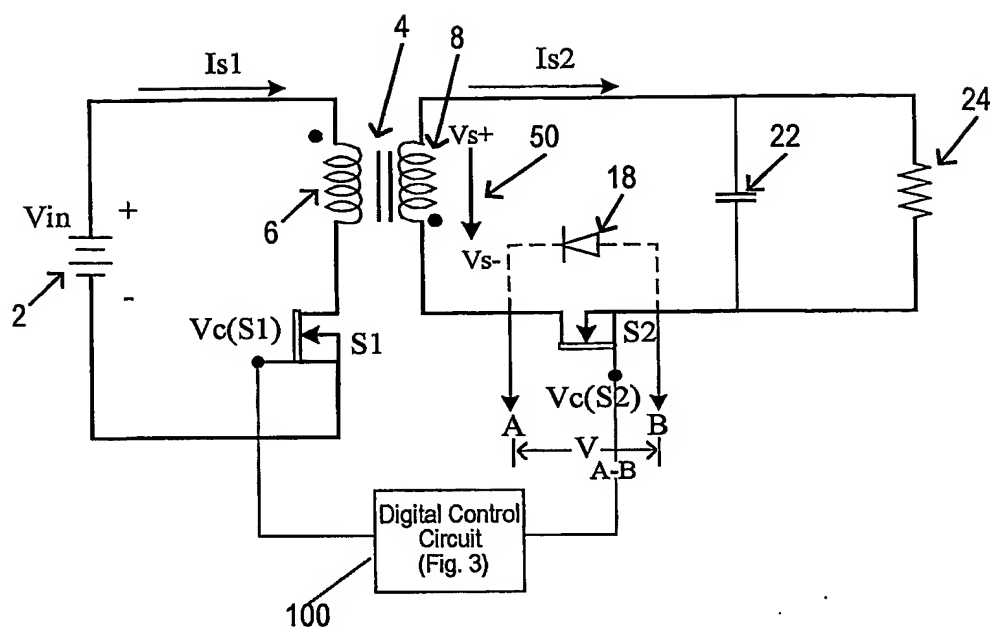 4
8
24
Is1
Is2
Vs+
50
22
18
Vin
+
6
Vs-
2
-
Vc(S1)
S1
S2
Vc(S2)
A
B
V
A-B
Digital Control
Circuit
(Fig. 3)
100